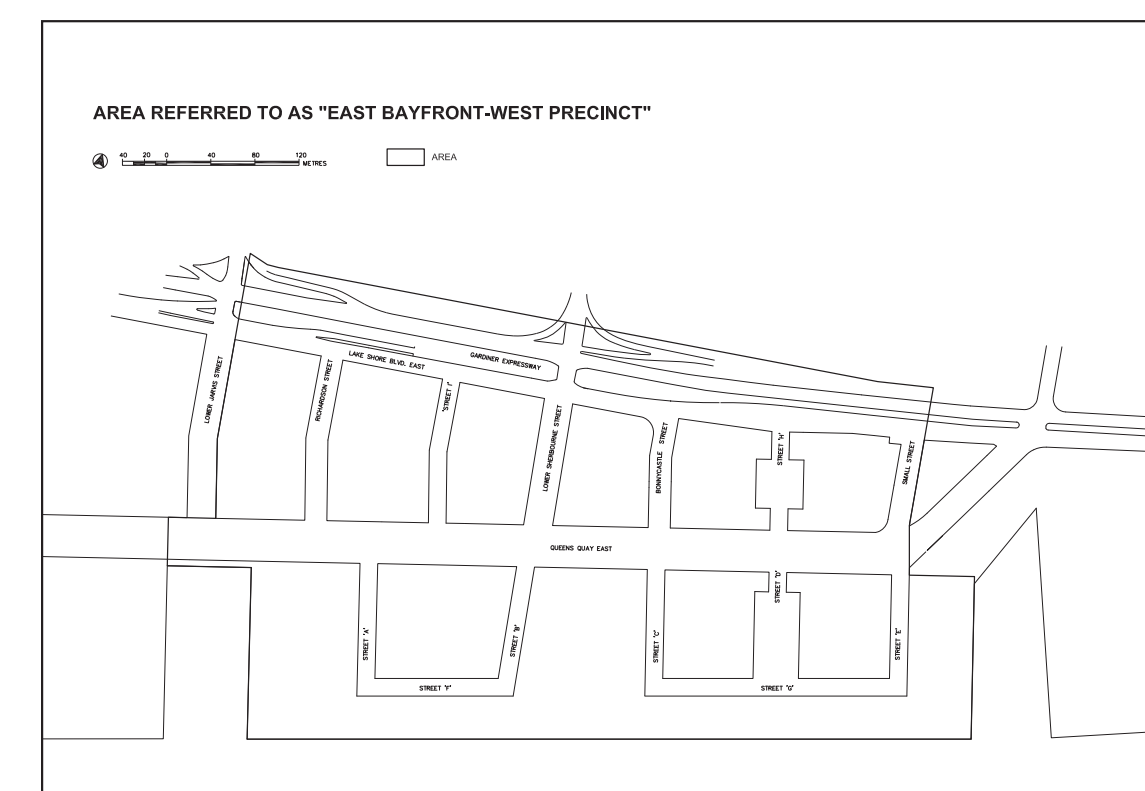 AREA REFERRED TO AS "EAST BAYFRONT-WEST PRECINCT"
40 20 0 40 80 120
METRES
AREA
LOWER JARVIS STREET
RICHARDSON STREET
LAKE SHORE BLVD. EAST
GARDINER EXPRESSWAY
STREET 'I'
LOWER SHERBOURNE STREET
BONNYCASTLE STREET
STREET 'H'
SMALL STREET
QUEENS QUAY EAST
STREET 'A'
STREET 'B'
STREET 'C'
STREET 'D'
STREET 'E'
STREET 'F'
STREET 'G'